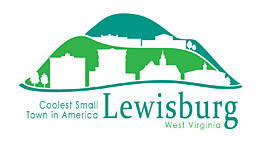 Coolest Small
Town in America
Lewisburg
West Virginia